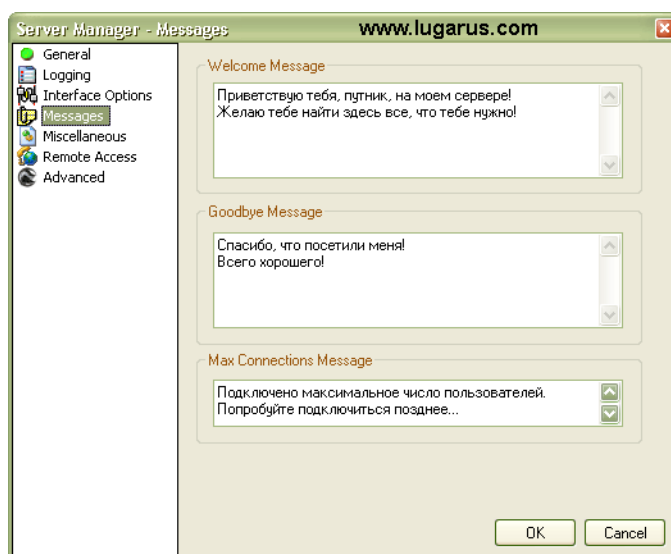 Server Manager - Messages
www.lugarus.com
General
Logging
Interface Options
Messages
Miscellaneous
Remote Access
Advanced
Welcome Message
Приветствую тебя, путник, на моем сервере!
Желаю тебе найти здесь все, что тебе нужно!
Goodbye Message
Спасибо, что посетили меня!
Всего хорошего!
Max Connections Message
Подключено максимальное число пользователей.
Попробуйте подключиться позднее...
OK
Cancel